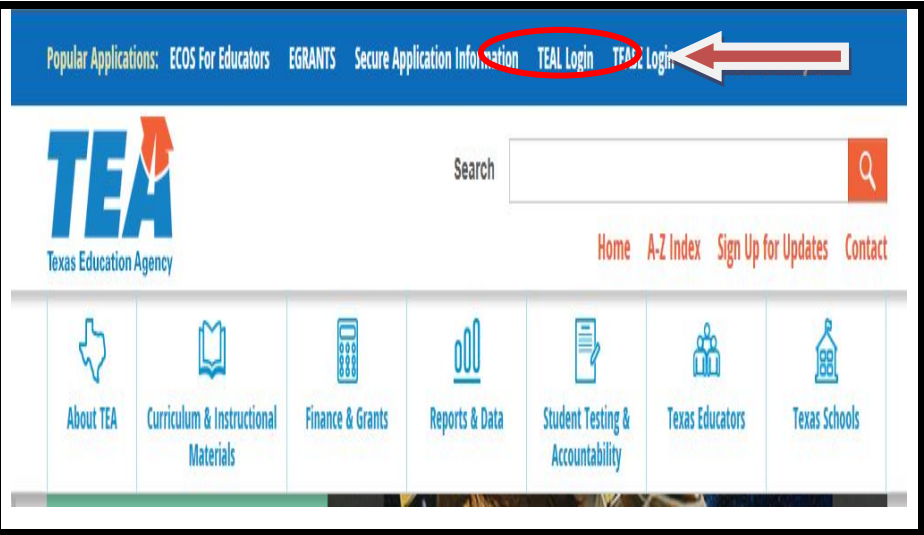 Popular Applications: ECOS For Educators EGRANTS Secure Application Information TEAL Login TEASE Login
TEA
Texas Education Agency
Search
Home A-Z Index Sign Up for Updates Contact
About TEA
Curriculum & Instructional
Materials
Finance & Grants
Reports & Data
Student Testing &
Accountability
Texas Educators
Texas Schools